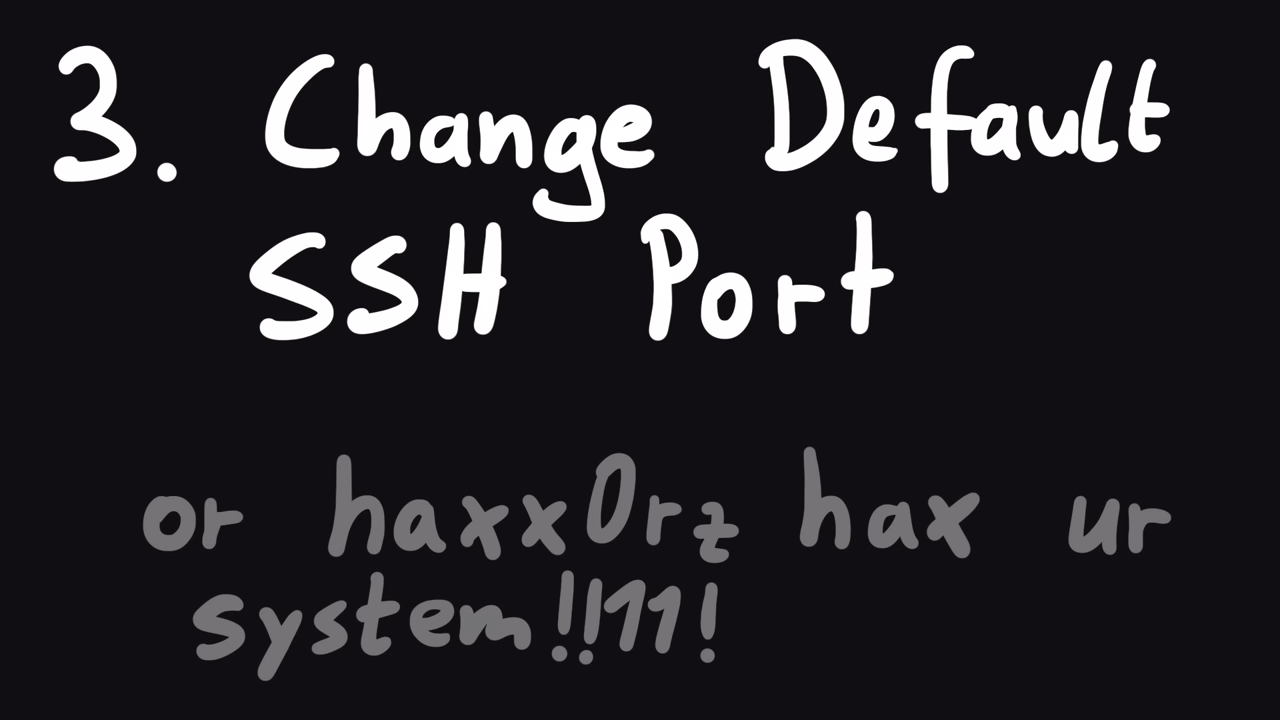 3. Change Default
SSH Port
or haxx0rz hax ur
system!!11!